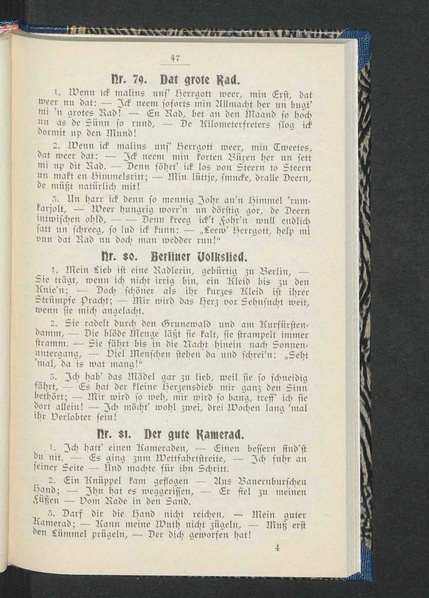 47
Nr. 79. Dat grote Rad.
1. Wenn ick malins uns' Herrgott weer, min Erst, dat
weer nu dat: — Ick neem soforts min Allmacht her un bugt'
mi 'n grotes Rad! — En Rad, bet an den Maand so hoch
un as de Sünn so rund, — De Kilometerfreters slog ick
dormit up den Mund!
2. Wenn ick malins uns' Herrgott weer, min Tweetes,
dat weer dat: — Ick neem min korten Büxen her un sett
mi up dit Rad. — Denn föhrt' ick los von Steern to Steern
un makt en Himmelsritt; — Min lüttje, smucke, dralle Deern,
de müßt natürlich mit!
3. Un harr ick denn so mennig Johr an'n Himmel 'rum-
karjolt, — Weer hungrig worr'n un dörstig gor, de Deern
intwischen ohld, — Denn kreeg ick't Fohr'n wull endlich
satt un schreeg, so lud ick kunn: — „Leew' Herrgott, help mi
von dat Rad nu doch man wedder run!“
Nr. 80. Berliner Volkslied.
1. Mein Lieb ist eine Radlerin, gebürtig zu Berlin, —
Sie trägt, wenn ich nicht irrig bin, ein Kleid bis zu den
Knie'n; — Doch schöner als ihr kurzes Kleid ist ihrer
Strümpfe Pracht; — Mir wird das Herz vor Sehnsucht weit,
wenn sie mich angelacht.
2. Sie radelt durch den Grunewald und am Kurfürsten-
damm, — Die blöde Menge läßt sie kalt, sie strampelt immer
stramm. — Sie fährt bis in die Nacht hinein nach Sonnen-
untergang, — Viel Menschen stehen da und schrei'n: „Seht
'mal, da is wat mang!“
3. Ich hab' das Mädel gar zu lieb, weil sie so schneidig
fährt, — Es hat der kleine Herzensdieb mir ganz den Sinn
bethört; — Mir wird so weh, mir wird so bang, treff' ich sie
dort allein! — Ich möcht' wohl zwei, drei Wochen lang 'mal
ihr Verlobter sein!
Nr. 81. Der gute Kamerad.
1. Ich hatt' einen Kameraden, — Einen bessern find'st
du nit. — Es ging zum Wettfahrtstreite, — Ich fuhr an
seiner Seite — Und machte für ihn Schritt.
2. Ein Knüppel kam geflogen — Aus Bauernburschen
Hand; — Ihn hat es weggerissen, — Er fiel zu meinen
Füßen — Vom Rade in den Sand.
3. Darf dir die Hand nicht reichen, — Mein guter
Kamerad; — Kann meine Wuth nicht zügeln, — Muß erst
den Lümmel prügeln, — Der dich geworfen hat!
4